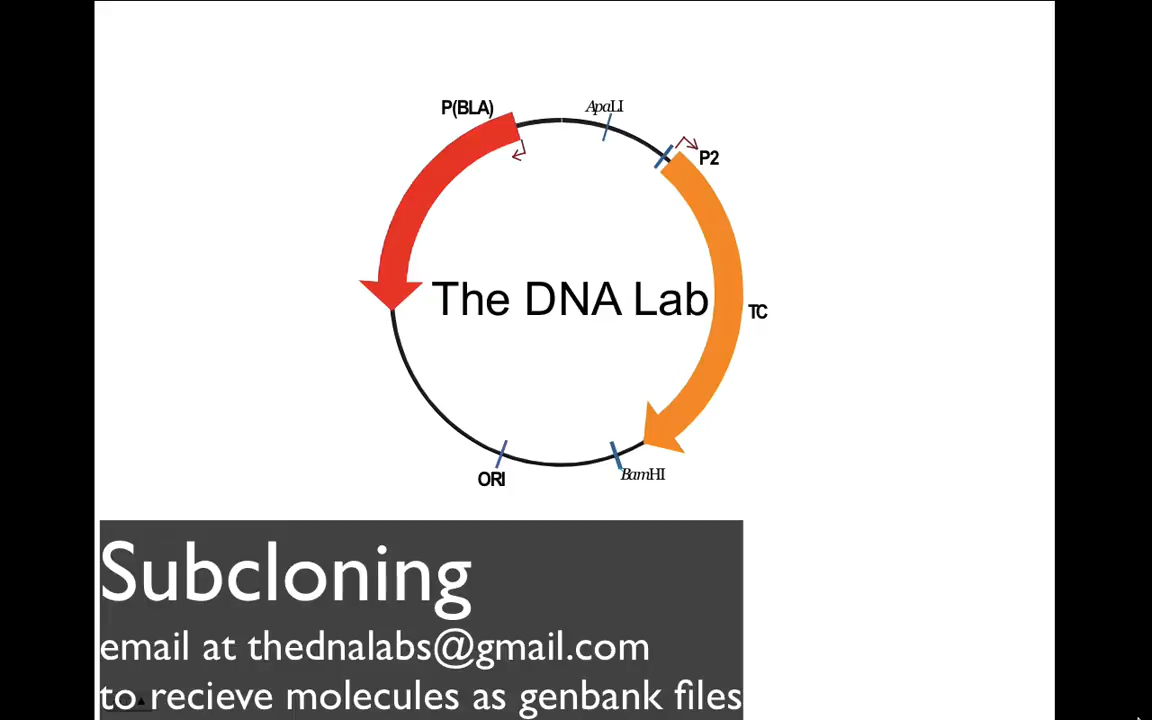 P(BLA)
ApaLI
P2
The DNA Lab
TC
ORI
BamHI
Subcloning
email at thednalabs@gmail.com
to recieve molecules as genbank files